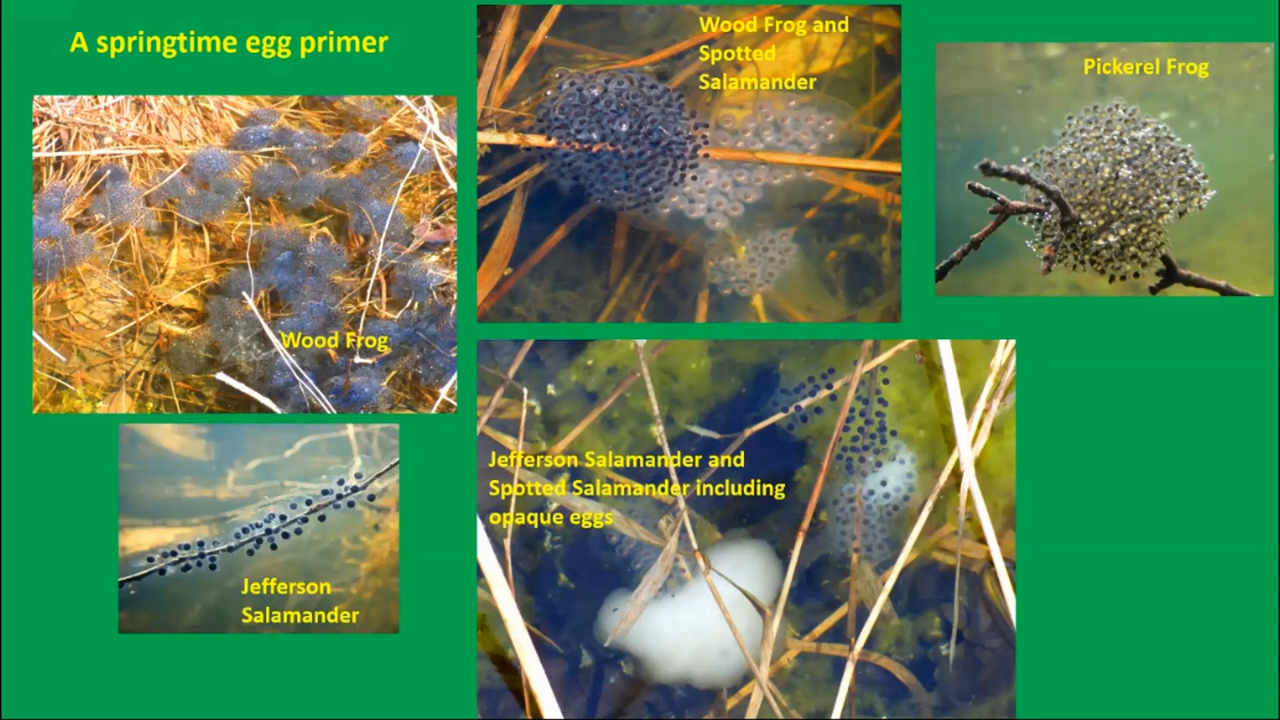 A springtime egg primer
Wood Frog and
Spotted
Salamander
Pickerel Frog
Wood Frog
Jefferson Salamander and
Spotted Salamander including
opaque eggs
Jefferson
Salamander